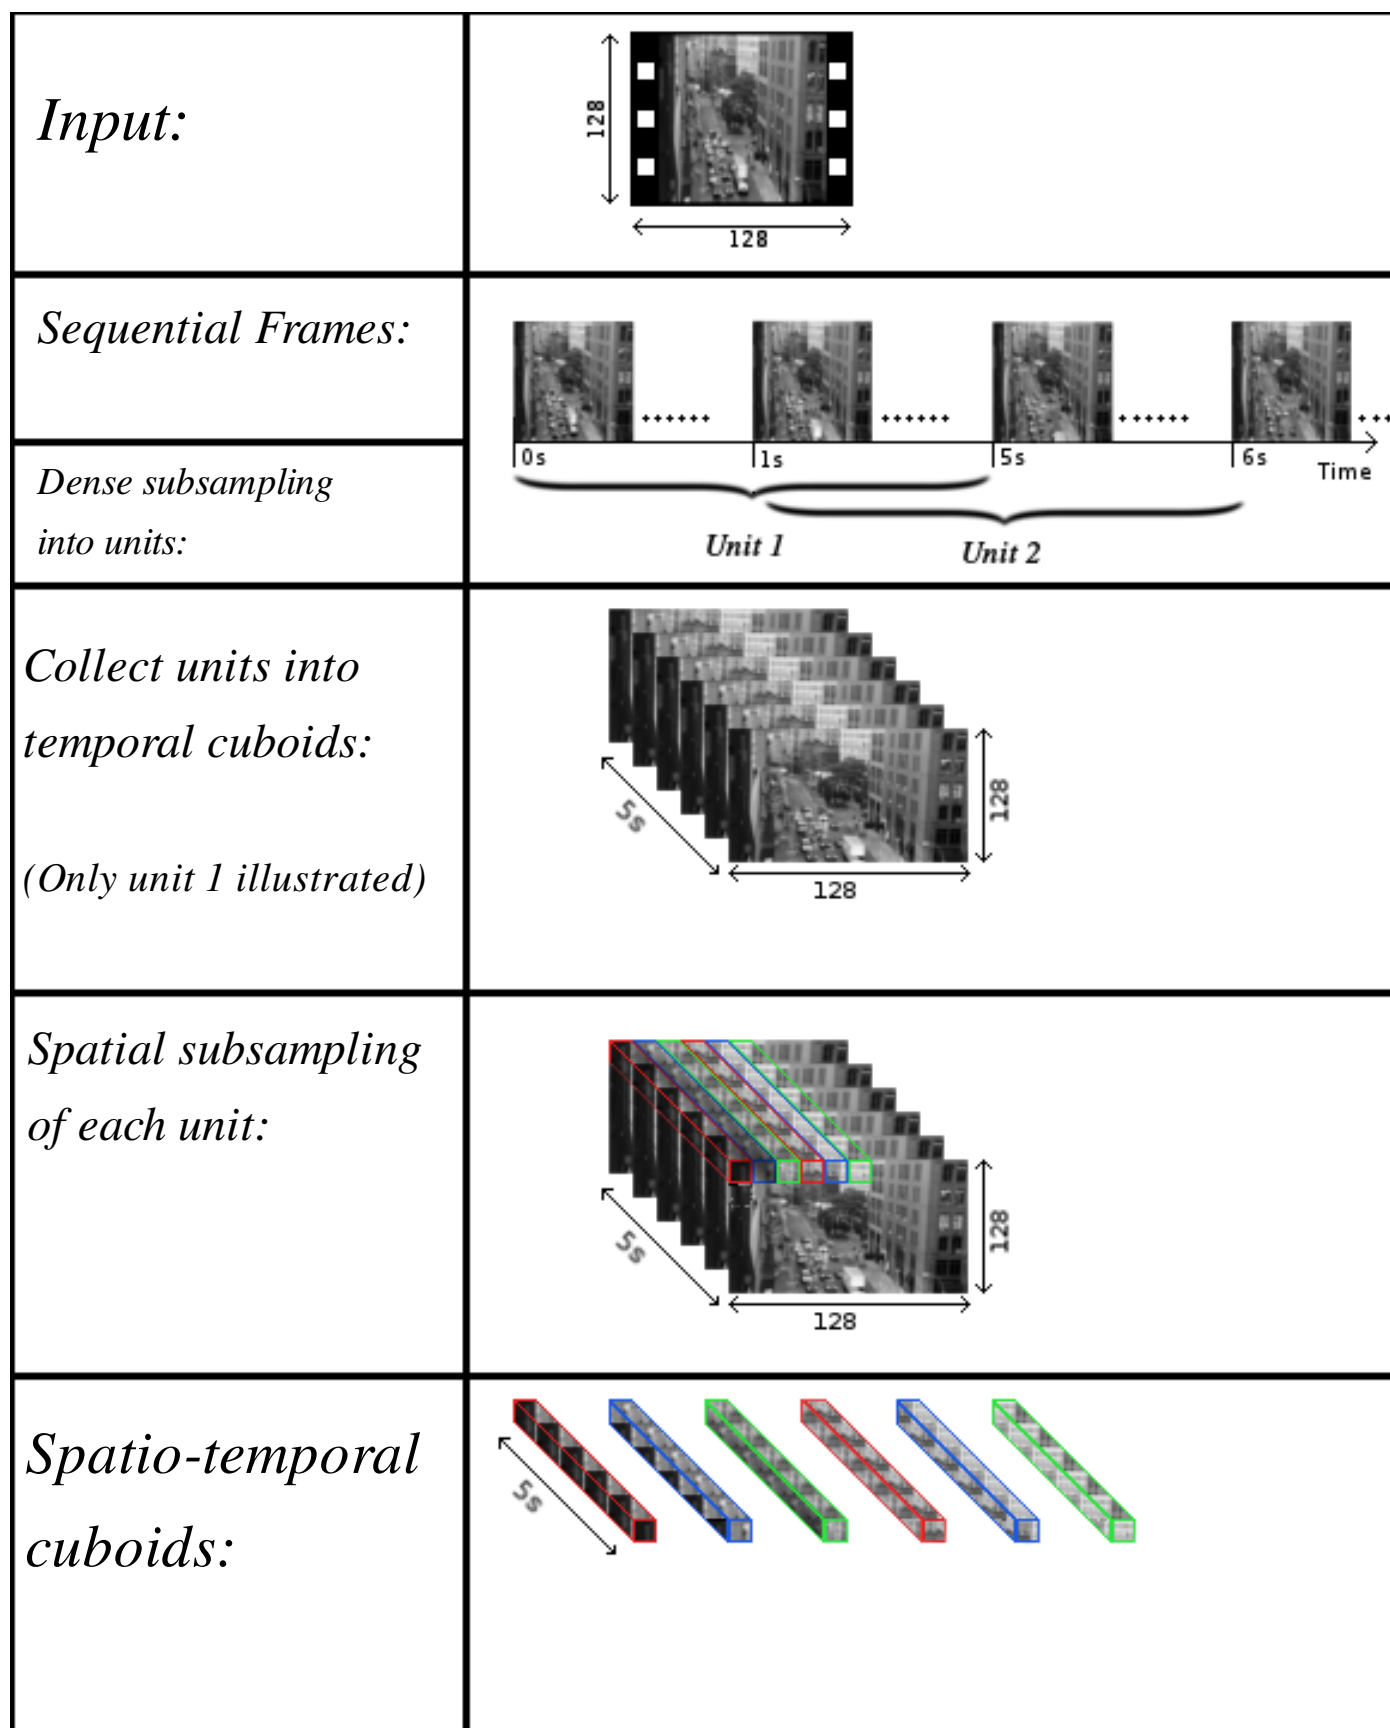 Input:
128
128
Sequential Frames:
0s 1s 5s 6s
Time
Dense subsampling
into units:
Unit 1
Unit 2
Collect units into
temporal cuboids:
(Only unit 1 illustrated)
5s
128
128
Spatial subsampling
of each unit:
5s
128
128
Spatio-temporal
cuboids:
5s